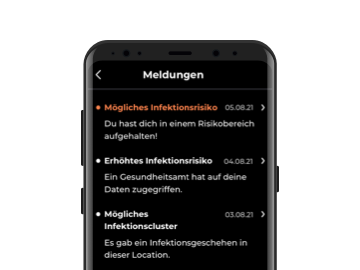 Meldungen
Mögliches Infektionsrisiko 05.08.21
Du hast dich in einem Risikobereich
aufgehalten!
Erhöhtes Infektionsrisiko 04.08.21
Ein Gesundheitsamt hat auf deine
Daten zugegriffen.
Mögliches 03.08.21
Infektionscluster
Es gab ein Infektionsgeschehen in
dieser Location.